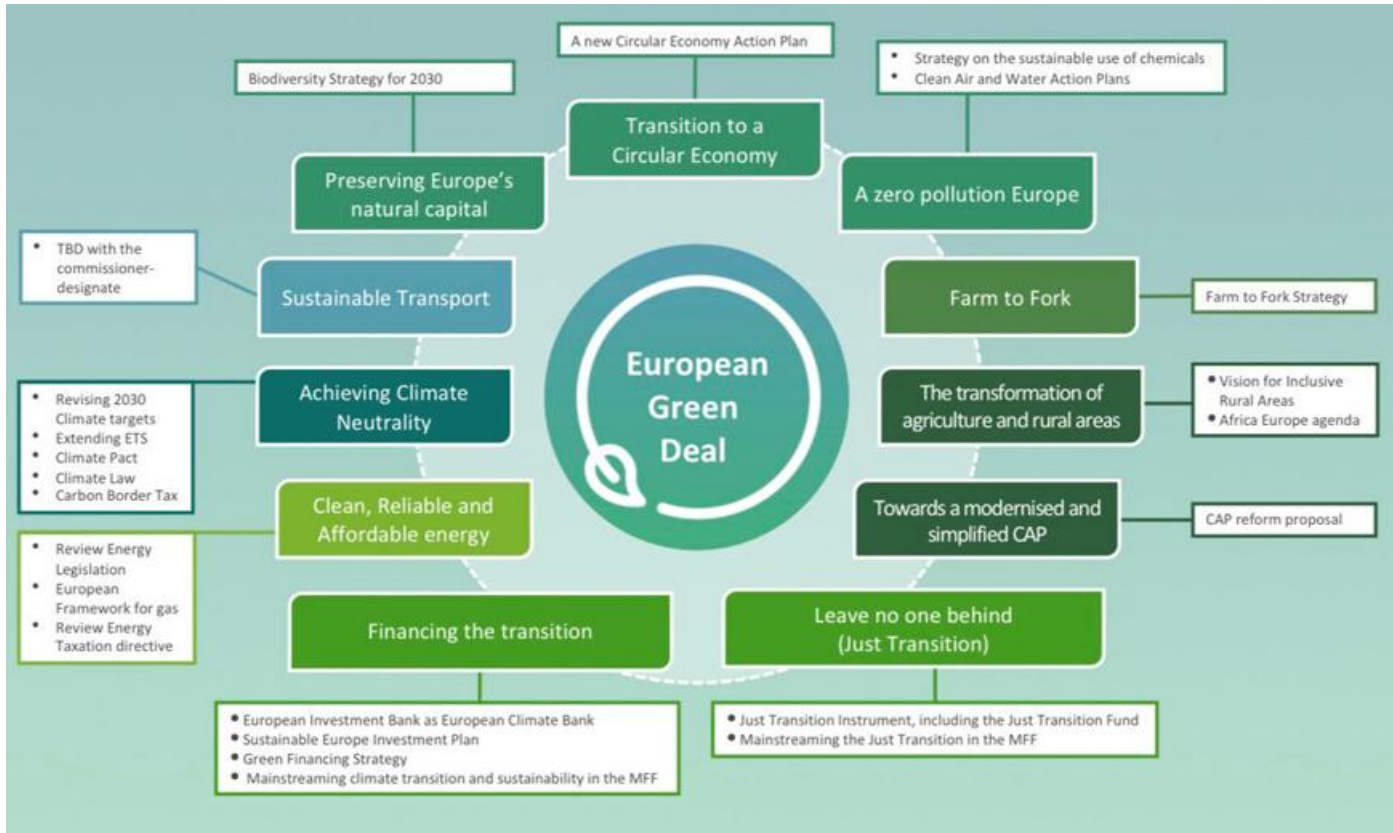 A new Circular Economy Action Plan
Biodiversity Strategy for 2030
• Strategy on the sustainable use of chemicals
• Clean Air and Water Action Plans
Transition to a
Circular Economy
Preserving Europe's
natural capital
A zero pollution Europe
• TBD with the
commissioner-
designate
Sustainable Transport
Farm to Fork
Farm to Fork Strategy
European
Green
Deal
• Revising 2030
Climate targets
• Extending ETS
• Climate Pact
• Climate Law
• Carbon Border Tax
Achieving Climate
Neutrality
The transformation of
agriculture and rural areas
• Vision for Inclusive
Rural Areas
• Africa Europe agenda
Clean, Reliable and
Affordable energy
Towards a modernised and
simplified CAP
CAP reform proposal
• Review Energy
Legislation
• European
Framework for gas
• Review Energy
Taxation directive
Financing the transition
Leave no one behind
(Just Transition)
• European Investment Bank as European Climate Bank
• Sustainable Europe Investment Plan
• Green Financing Strategy
• Mainstreaming climate transition and sustainability in the MFF
• Just Transition Instrument, including the Just Transition Fund
• Mainstreaming the Just Transition in the MFF